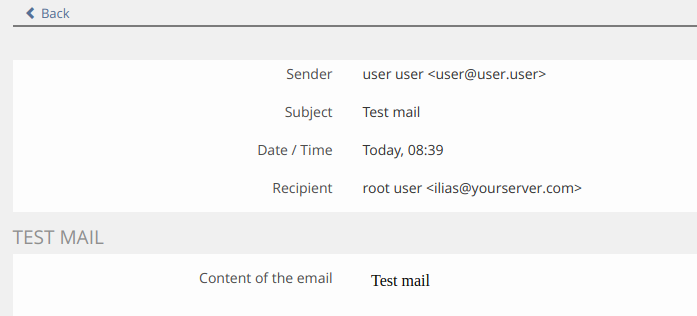 Back
Sender user user <user@user.user>
Subject Test mail
Date / Time Today, 08:39
Recipient root user <ilias@yourserver.com>
TEST MAIL
Content of the email Test mail